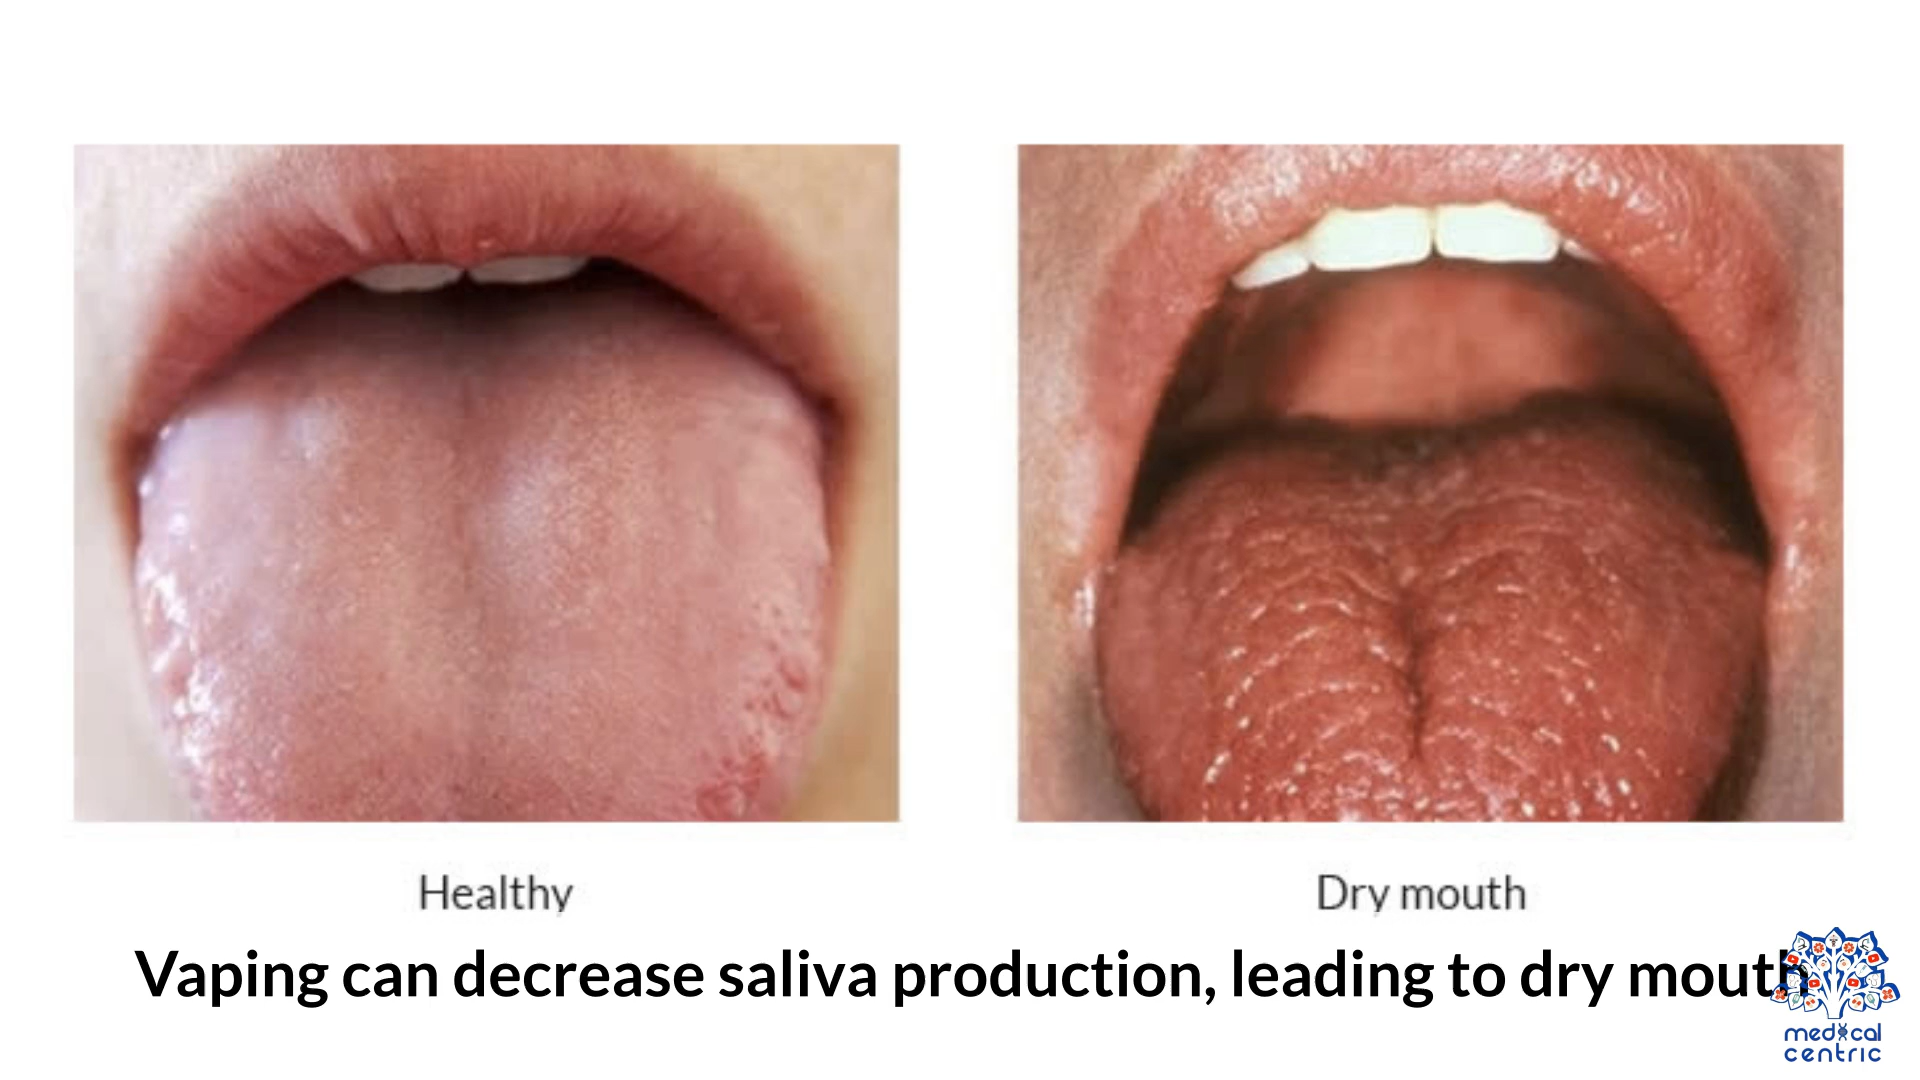 Healthy
Dry mouth
Vaping can decrease saliva production, leading to dry mouth
medical
centric